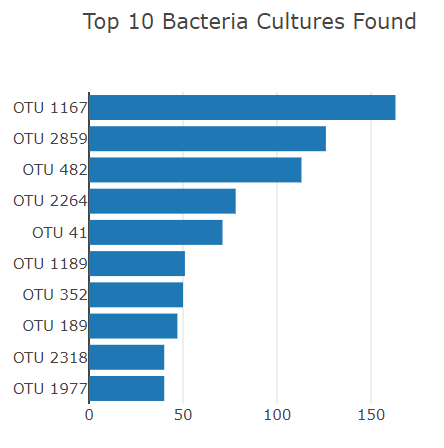 Top 10 Bacteria Cultures Found
OTU 1167
OTU 2859
OTU 482
OTU 2264
OTU 41
OTU 1189
OTU 352
OTU 189
OTU 2318
OTU 1977
0 50 100 150